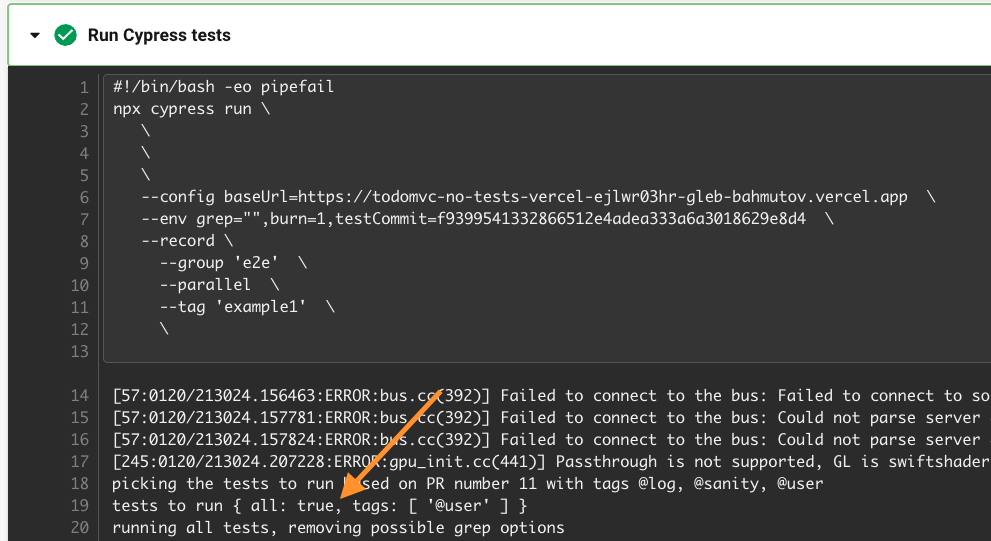 Run Cypress tests
1 #!/bin/bash -eo pipefail
2 npx cypress run \
3 \
4 \
5 \
6 --config baseUrl=https://todomvc-no-tests-vercel-ejlwr03hr-gleb-bahmutov.vercel.app \
7 --env grep="",burn=1,testCommit=f9399541332866512e4adea333a6a3018629e8d4 \
8 --record \
9 --group 'e2e' \
10 --parallel \
11 --tag 'example1' \
12 \
13
14 [57:0120/213024.156463:ERROR:bus.cc(392)] Failed to connect to the bus: Failed to connect to so
15 [57:0120/213024.157781:ERROR:bus.cc(392)] Failed to connect to the bus: Could not parse server
16 [57:0120/213024.157824:ERROR:bus.cc(392)] Failed to connect to the bus: Could not parse server
17 [245:0120/213024.207228:ERROR:gpu_init.cc(441)] Passthrough is not supported, GL is swiftshader
18 picking the tests to run based on PR number 11 with tags @log, @sanity, @user
19 tests to run { all: true, tags: [ '@user' ] }
20 running all tests, removing possible grep options